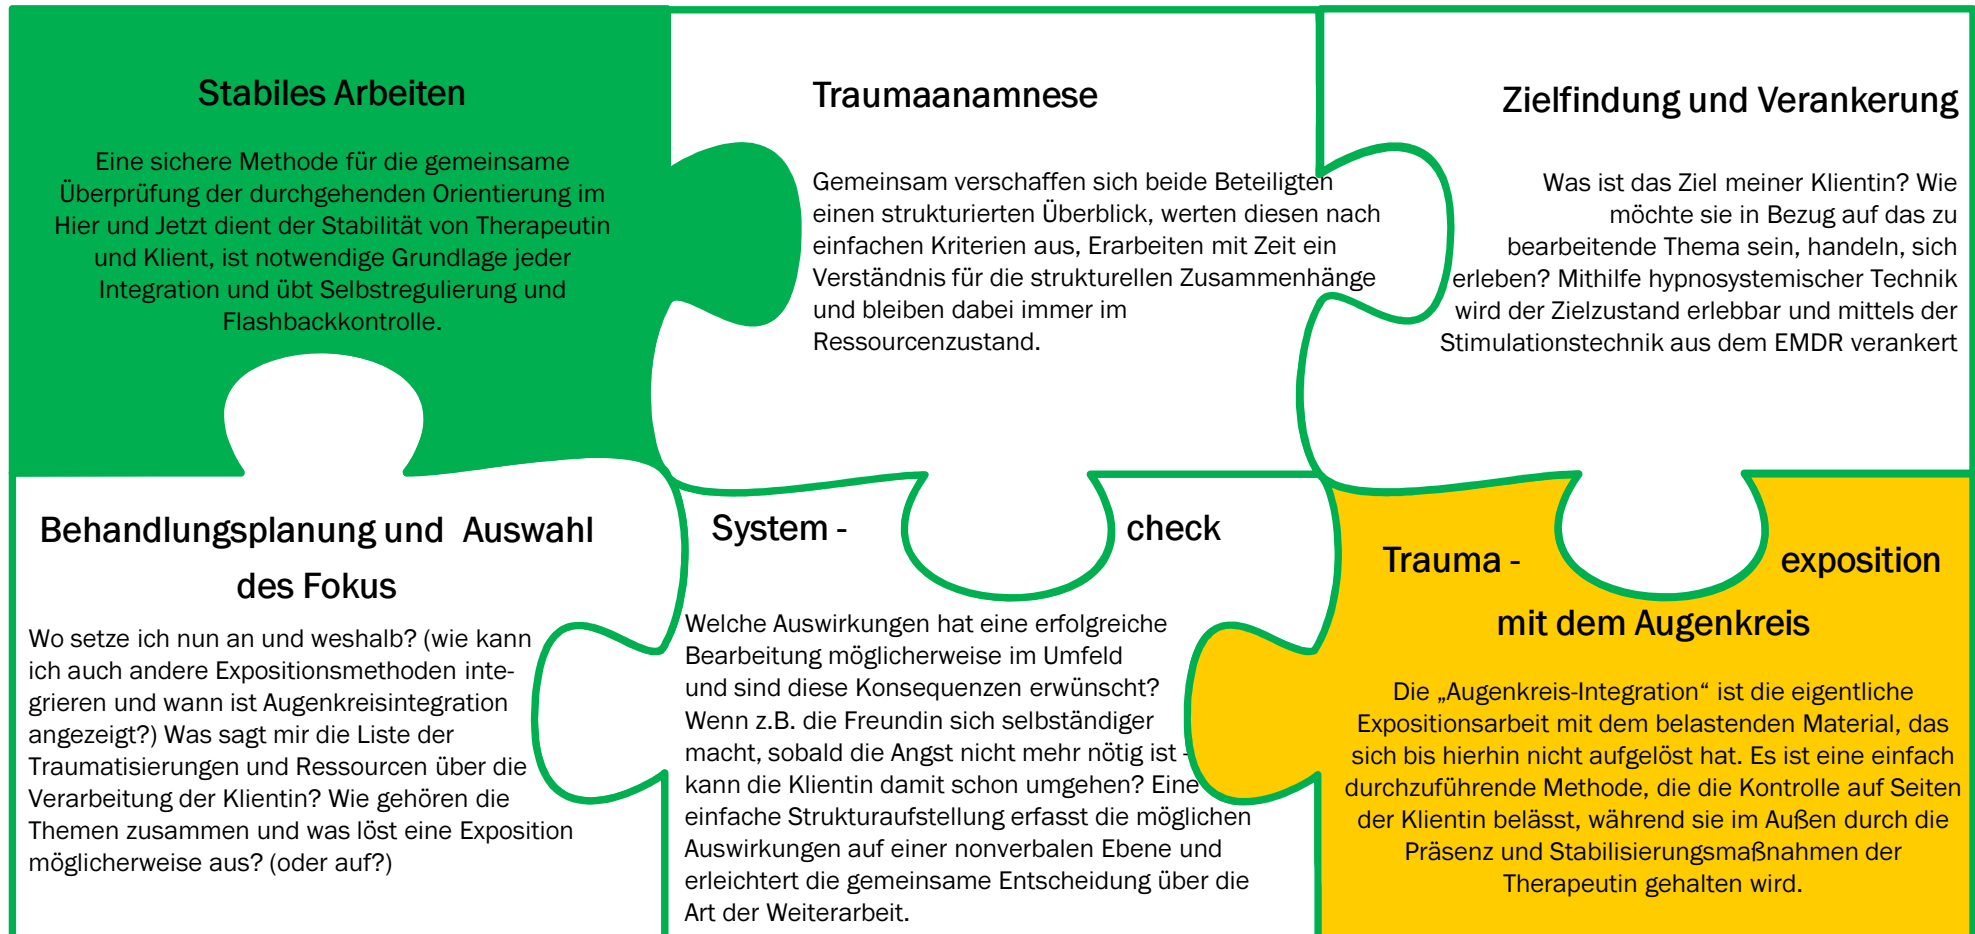 Stabiles Arbeiten
Eine sichere Methode für die gemeinsame
Überprüfung der durchgehenden Orientierung im
Hier und Jetzt dient der Stabilität von Therapeutin
und Klient, ist notwendige Grundlage jeder
Integration und übt Selbstregulierung und
Flashbackkontrolle.
Traumaanamnese
Gemeinsam verschaffen sich beide Beteiligten
einen strukturierten Überblick, werten diesen nach
einfachen Kriterien aus, Erarbeiten mit Zeit ein
Verständnis für die strukturellen Zusammenhänge
und bleiben dabei immer im
Ressourcenzustand.
Zielfindung und Verankerung
Was ist das Ziel meiner Klientin? Wie
möchte sie in Bezug auf das zu
bearbeitende Thema sein, handeln, sich
erleben? Mithilfe hypnosystemischer Technik
wird der Zielzustand erlebbar und mittels der
Stimulationstechnik aus dem EMDR verankert
Behandlungsplanung und Auswahl
des Fokus
Wo setze ich nun an und weshalb? (wie kann
ich auch andere Expositionsmethoden inte-
grieren und wann ist Augenkreisintegration
angezeigt?) Was sagt mir die Liste der
Traumatisierungen und Ressourcen über die
Verarbeitung der Klientin? Wie gehören die
Themen zusammen und was löst eine Exposition
möglicherweise aus? (oder auf?)
System - check
Welche Auswirkungen hat eine erfolgreiche
Bearbeitung möglicherweise im Umfeld
und sind diese Konsequenzen erwünscht?
Wenn z.B. die Freundin sich selbständiger
macht, sobald die Angst nicht mehr nötig ist -
kann die Klientin damit schon umgehen? Eine
einfache Strukturaufstellung erfasst die möglichen
Auswirkungen auf einer nonverbalen Ebene und
erleichtert die gemeinsame Entscheidung über die
Art der Weiterarbeit.
Trauma - exposition
mit dem Augenkreis
Die „Augenkreis-Integration“ ist die eigentliche
Expositionsarbeit mit dem belastenden Material, das
sich bis hierhin nicht aufgelöst hat. Es ist eine einfach
durchzuführende Methode, die die Kontrolle auf Seiten
der Klientin belässt, während sie im Außen durch die
Präsenz und Stabilisierungsmaßnahmen der
Therapeutin gehalten wird.